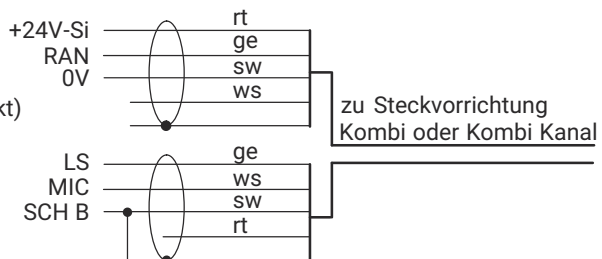 +24V-Si rt
RAN ge
0V sw
ws
kt)
zu Steckvorrichtung
Kombi oder Kombi Kanal
LS ge
MIC ws
SCH B sw
rt